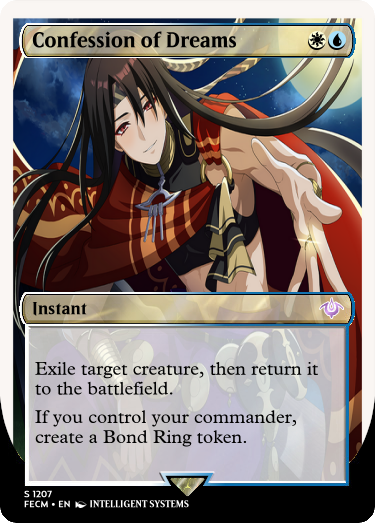 Confession of Dreams
Instant
Exile target creature, then return it
to the battlefield.
If you control your commander,
create a Bond Ring token.
S 1207
FECM • EN INTELLIGENT SYSTEMS